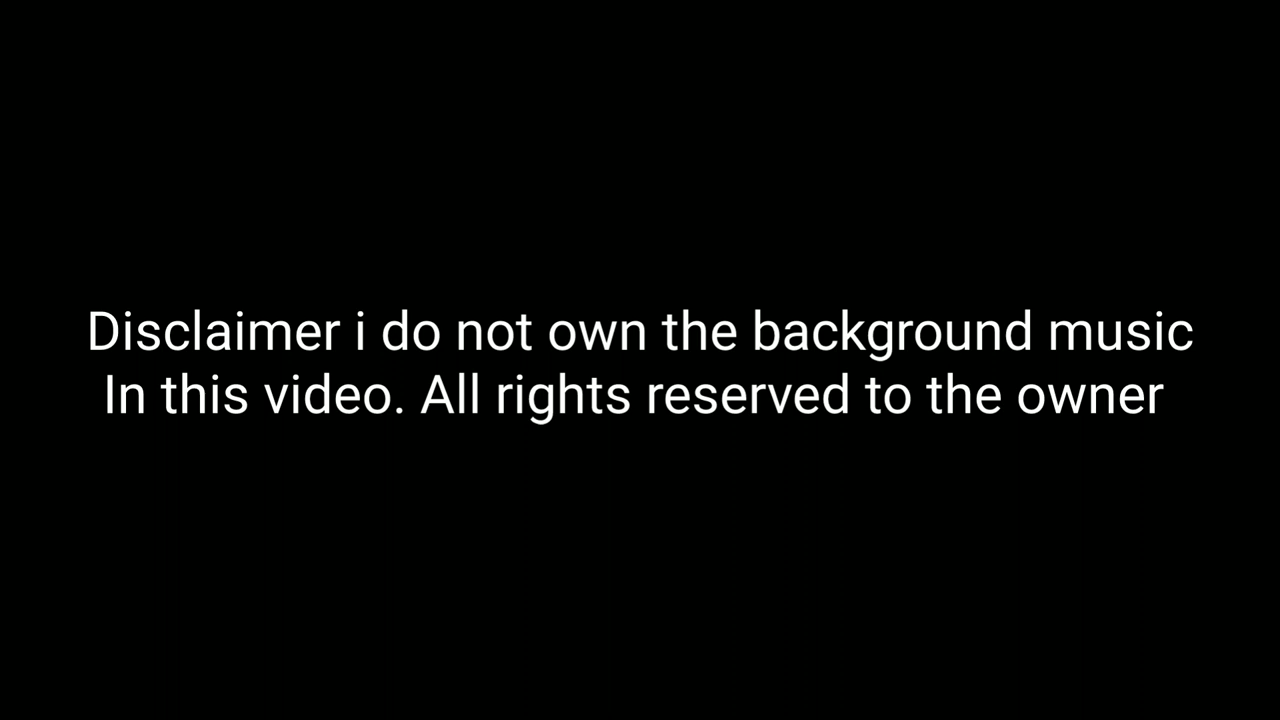 Disclaimer i do not own the background music
In this video. All rights reserved to the owner